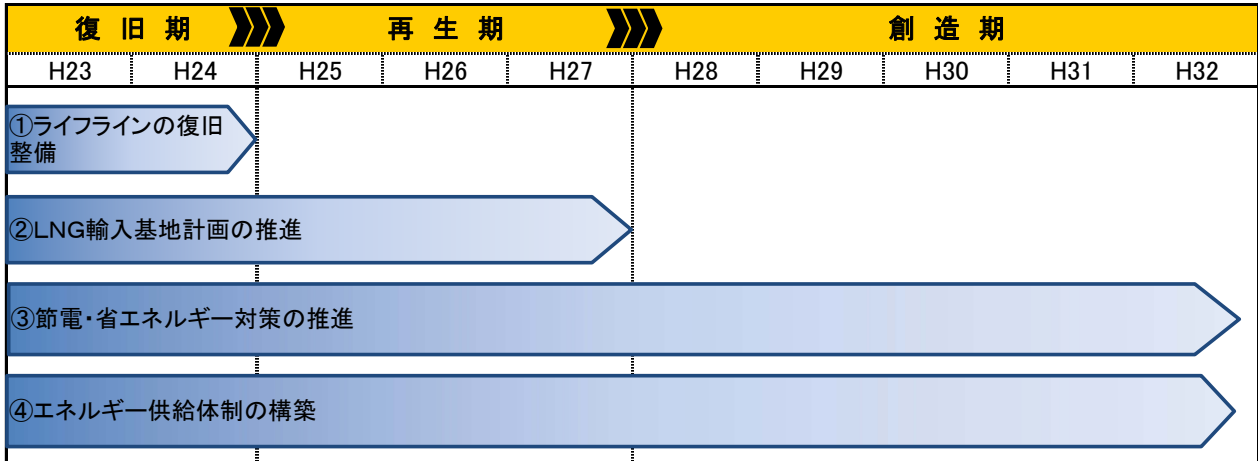 復旧期 再生期 創造期
H23 H24 H25 H26 H27 H28 H29 H30 H31 H32
①ライフラインの復旧
整備
②LNG輸入基地計画の推進
③節電・省エネルギー対策の推進
④エネルギー供給体制の構築